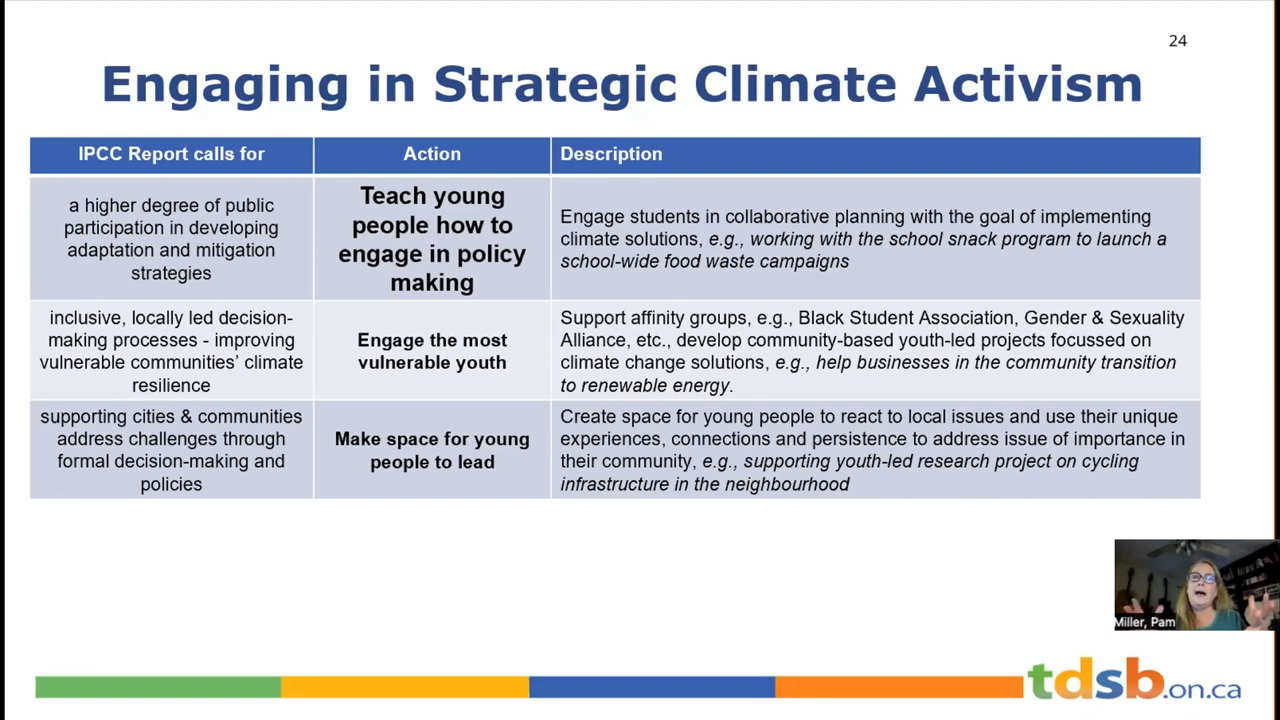 24
Engaging in Strategic Climate Activism
IPCC Report calls for
Action
Description
a higher degree of public
participation in developing
adaptation and mitigation
strategies
Teach young
people how to
engage in policy
making
Engage students in collaborative planning with the goal of implementing
climate solutions, e.g., working with the school snack program to launch a
school-wide food waste campaigns
inclusive, locally led decision-
making processes - improving
vulnerable communities’ climate
resilience
Engage the most
vulnerable youth
Support affinity groups, e.g., Black Student Association, Gender & Sexuality
Alliance, etc., develop community-based youth-led projects focussed on
climate change solutions, e.g., help businesses in the community transition
to renewable energy.
supporting cities & communities
address challenges through
formal decision-making and
policies
Make space for young
people to lead
Create space for young people to react to local issues and use their unique
experiences, connections and persistence to address issue of importance in
their community, e.g., supporting youth-led research project on cycling
infrastructure in the neighbourhood
Miller, Pam
tdsb.on.ca